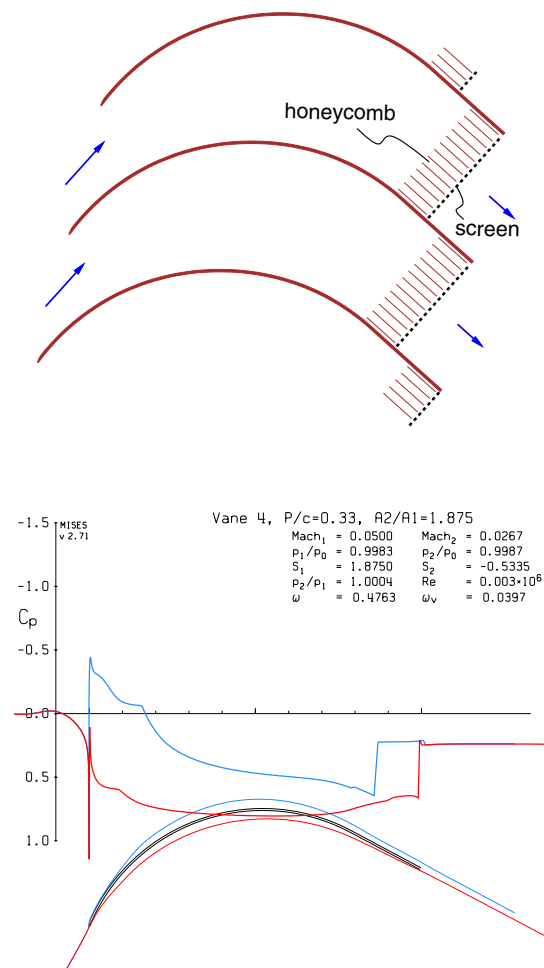 honeycomb
screen
Vane 4, P/c=0.33, A2/A1=1.875
-1.5
MISES
v 2.71
Mach₁ = 0.0500 Mach₂ = 0.0267
p₁/p₀ = 0.9983 p₂/p₀ = 0.9987
S₁ = 1.8750 S₂ = -0.5335
p₂/p₁ = 1.0004 Re = 0.003×10⁶
ω = 0.4763 ωᵥ = 0.0397
-1.0
Cp
-0.5
0.0
0.5
1.0